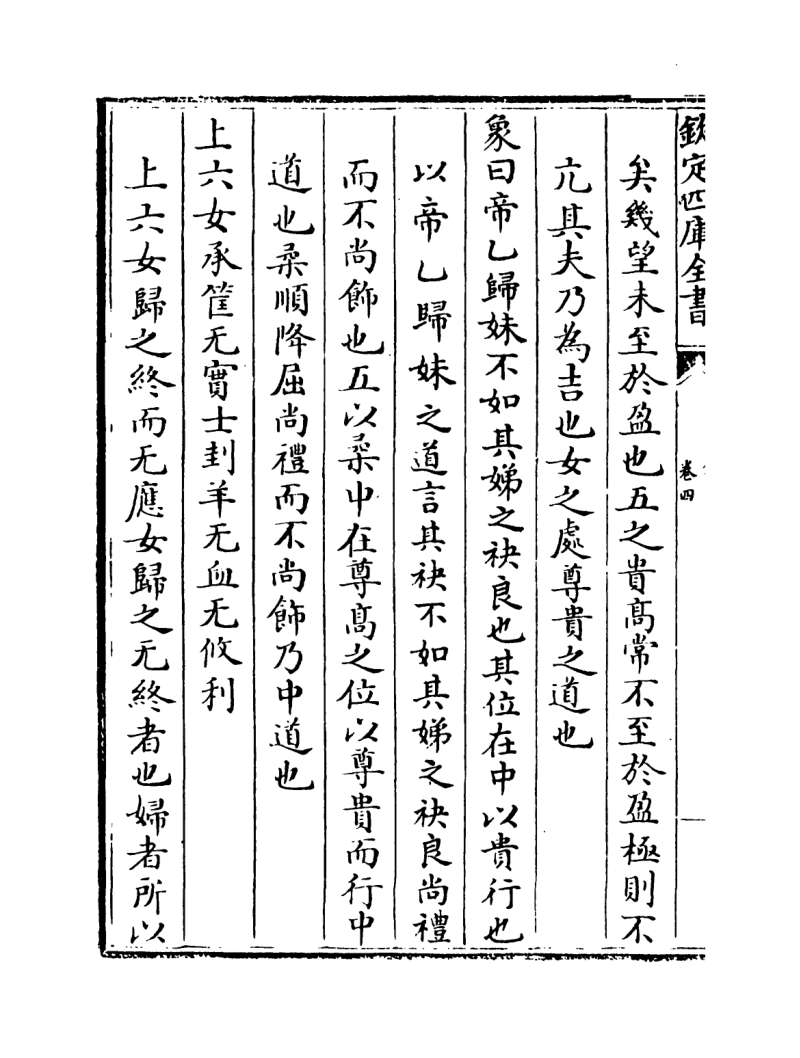 欽定四庫全書
卷四
矣幾望未至於盈也五之貴髙常不至於盈極則不
亢其夫乃為吉也女之處尊貴之道也
象曰帝乙歸妹不如其娣之袂良也其位在中以貴行也
以帝乙歸妹之道言其袂不如其娣之袂良尚禮
而不尚飾也五以柔中在尊髙之位以尊貴而行中
道也柔順降屈尚禮而不尚飾乃中道也
上六女承筐无實士刲羊无血无攸利
上六女歸之終而无應女歸之无終者也婦者所以